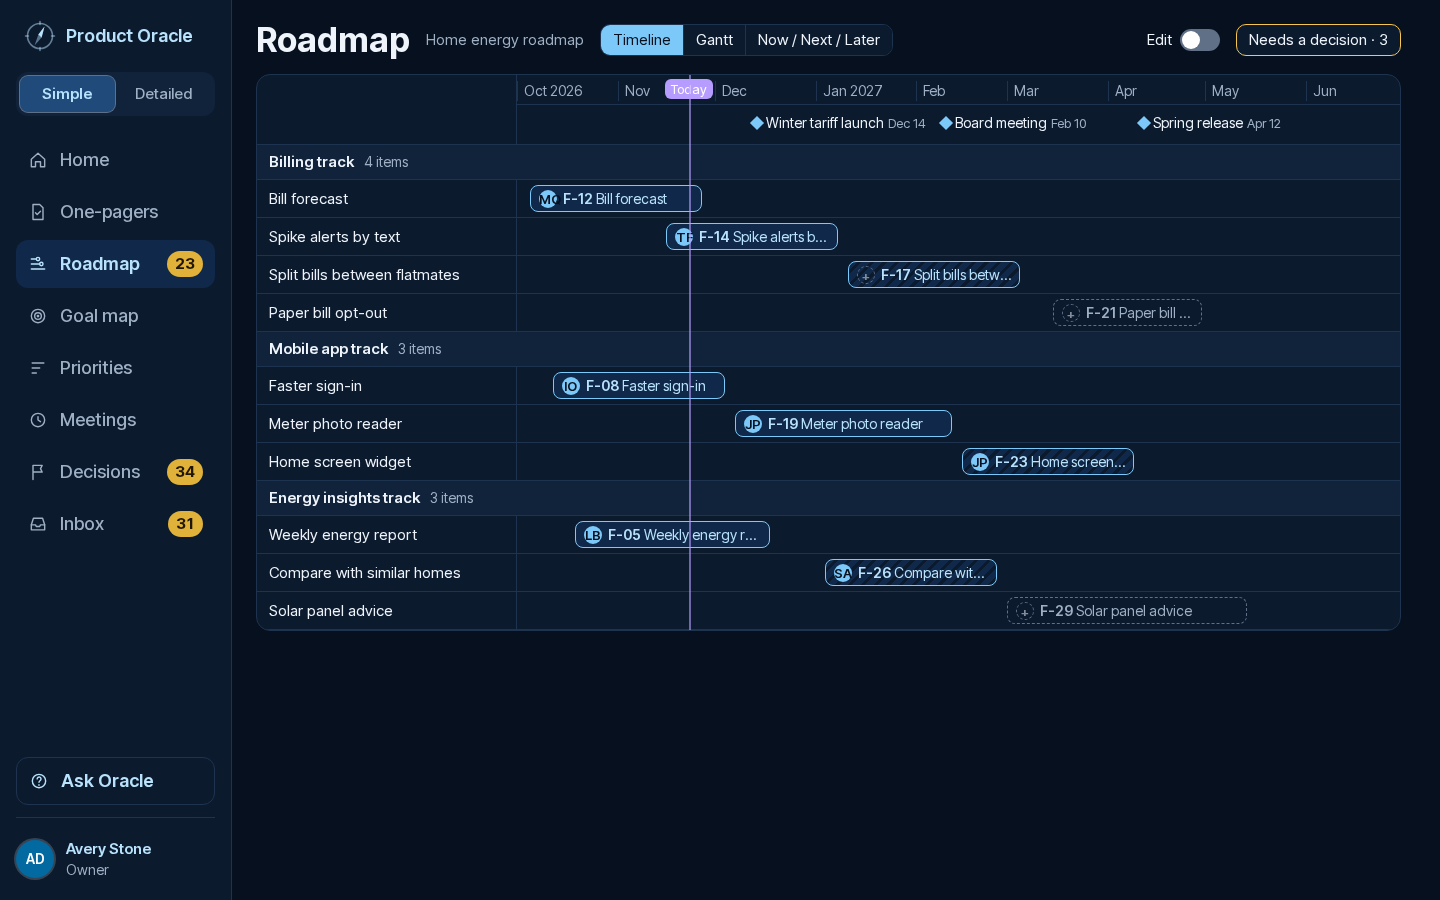 Product Oracle
Simple
Detailed
Home
One-pagers
Roadmap 23
Goal map
Priorities
Meetings
Decisions 34
Inbox 31
Ask Oracle
AD
Avery Stone
Owner
Roadmap
Home energy roadmap
Timeline
Gantt
Now / Next / Later
Edit
Needs a decision · 3
Oct 2026
Nov
Today
Dec
Jan 2027
Feb
Mar
Apr
May
Jun
Winter tariff launch Dec 14
Board meeting Feb 10
Spring release Apr 12
Billing track 4 items
Bill forecast
F-12 Bill forecast
Spike alerts by text
F-14 Spike alerts b...
Split bills between flatmates
+ F-17 Split bills betw...
Paper bill opt-out
+ F-21 Paper bill ...
Mobile app track 3 items
Faster sign-in
IO F-08 Faster sign-in
Meter photo reader
JP F-19 Meter photo reader
Home screen widget
JP F-23 Home screen...
Energy insights track 3 items
Weekly energy report
LB F-05 Weekly energy r...
Compare with similar homes
SA F-26 Compare wit...
Solar panel advice
+ F-29 Solar panel advice